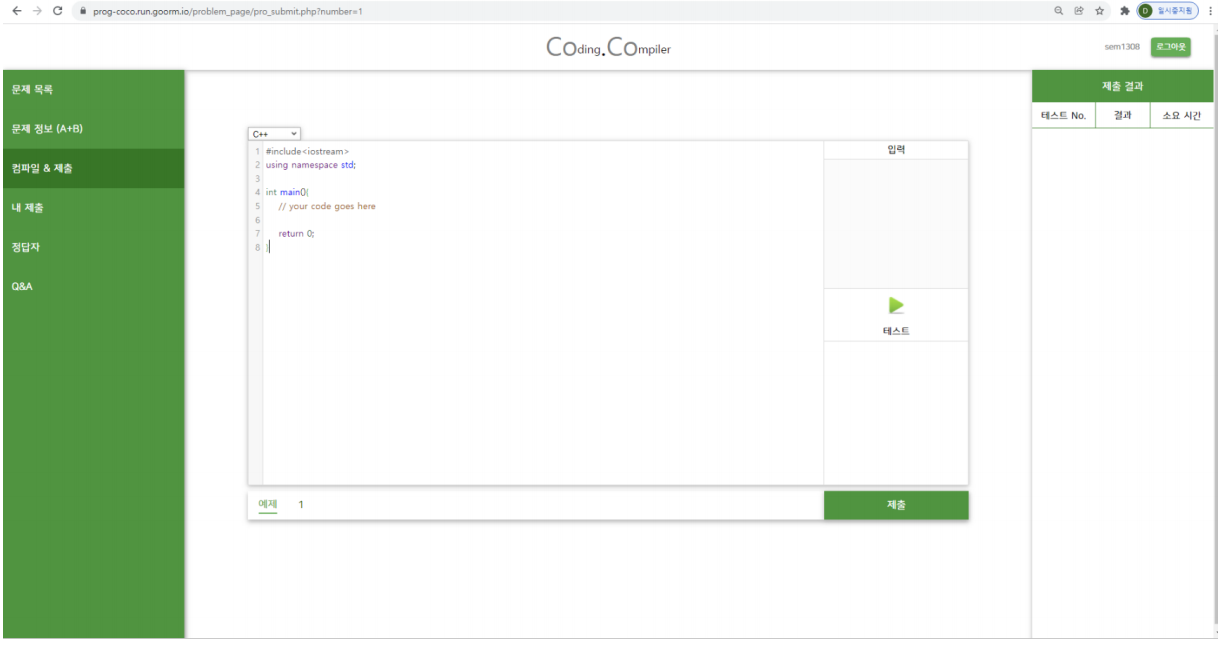 prog-coco.run.goorm.io/problem_page/pro_submit.php?number=1
D 일시중지됨
COding.COmpiler
sem1308 로그아웃
문제 목록
문제 정보 (A+B)
컴파일 & 제출
내 제출
정답자
Q&A
C++
1 #include<iostream>
2 using namespace std;
3
4 int main(){
5 // your code goes here
6
7 return 0;
8 }
입력
테스트
예제 1
제출
제출 결과
테스트 No. 결과 소요 시간